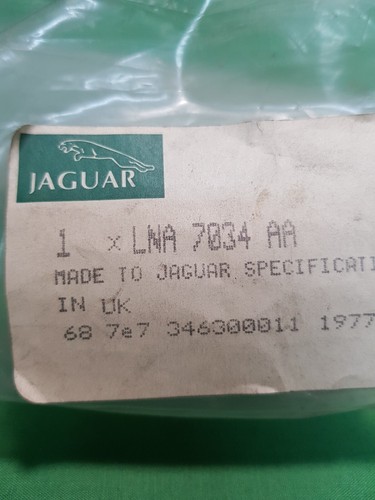 JAGUAR
1 x LNA 7034 AA
MADE TO JAGUAR SPECIFICATI
IN UK
68 7e7 346300011 1977